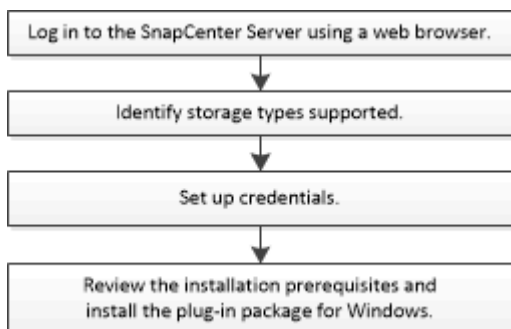 Log in to the SnapCenter Server using a web browser.
Identify storage types supported.
Set up credentials.
Review the installation prerequisites and
install the plug-in package for Windows.